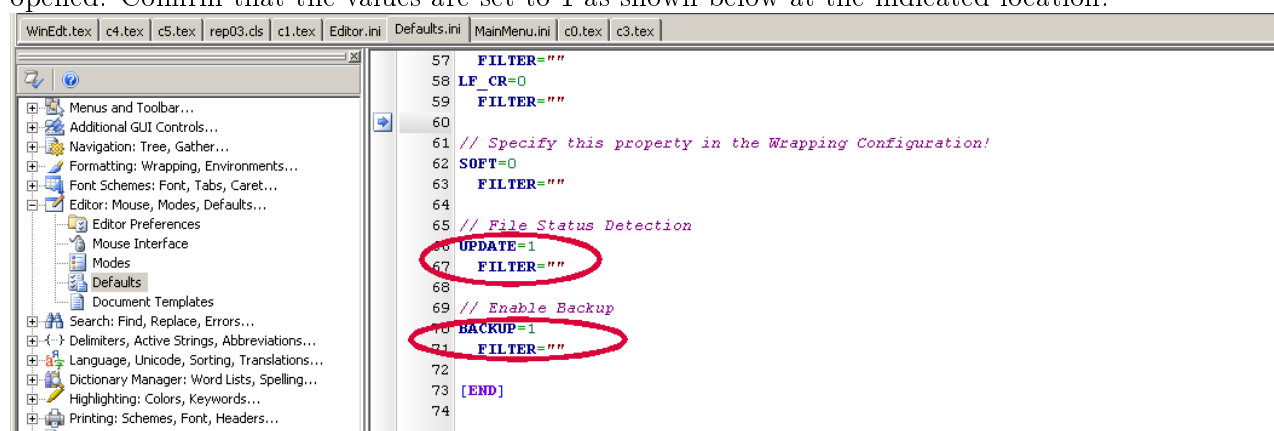 opened. Confirm that the values are set to 1 as shown below at the indicated location.
WinEdt.tex c4.tex c5.tex rep03.cls c1.tex Editor.ini Defaults.ini MainMenu.ini c0.tex c3.tex
Menus and Toolbar...
Additional GUI Controls...
Navigation: Tree, Gather...
Formatting: Wrapping, Environments...
Font Schemes: Font, Tabs, Caret...
Editor: Mouse, Modes, Defaults...
Editor Preferences
Mouse Interface
Modes
Defaults
Document Templates
Search: Find, Replace, Errors...
Delimiters, Active Strings, Abbreviations...
Language, Unicode, Sorting, Translations...
Dictionary Manager: Word Lists, Spelling...
Highlighting: Colors, Keywords...
Printing: Schemes, Font, Headers...
57 FILTER=""
58 LF_CR=0
59 FILTER=""
60
61 // Specify this property in the Wrapping Configuration!
62 SOFT=0
63 FILTER=""
64
65 // File Status Detection
66 UPDATE=1
67 FILTER=""
68
69 // Enable Backup
70 BACKUP=1
71 FILTER=""
72
73 [END]
74